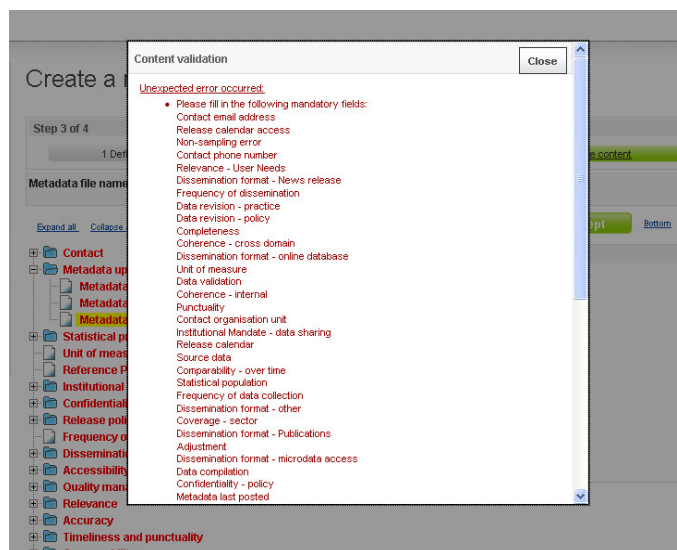 Content validation
Close
Create a
Unexpected error occurred:
Please fill in the following mandatory fields:
Contact email address
Release calendar access
Non-sampling error
Contact phone number
Relevance - User Needs
Dissemination format - News release
Frequency of dissemination
Data revision - practice
Data revision - policy
Completeness
Coherence - cross domain
Dissemination format - online database
Unit of measure
Data validation
Coherence - internal
Punctuality
Contact organisation unit
Institutional Mandate - data sharing
Release calendar
Source data
Comparability - over time
Statistical population
Frequency of data collection
Dissemination format - other
Coverage - sector
Dissemination format - Publications
Adjustment
Dissemination format - microdata access
Data compilation
Confidentiality - policy
Metadata last posted
Step 3 of 4
1 Defi
e content
Metadata file name
Expand all Collapse
ept
Bottom
Contact
Metadata up
Metadata
Metadata
Metadata
Statistical p
Unit of meas
Reference P
Institutional
Confidentiali
Release poli
Frequency o
Disseminati
Accessibility
Quality mana
Relevance
Accuracy
Timeliness and punctuality